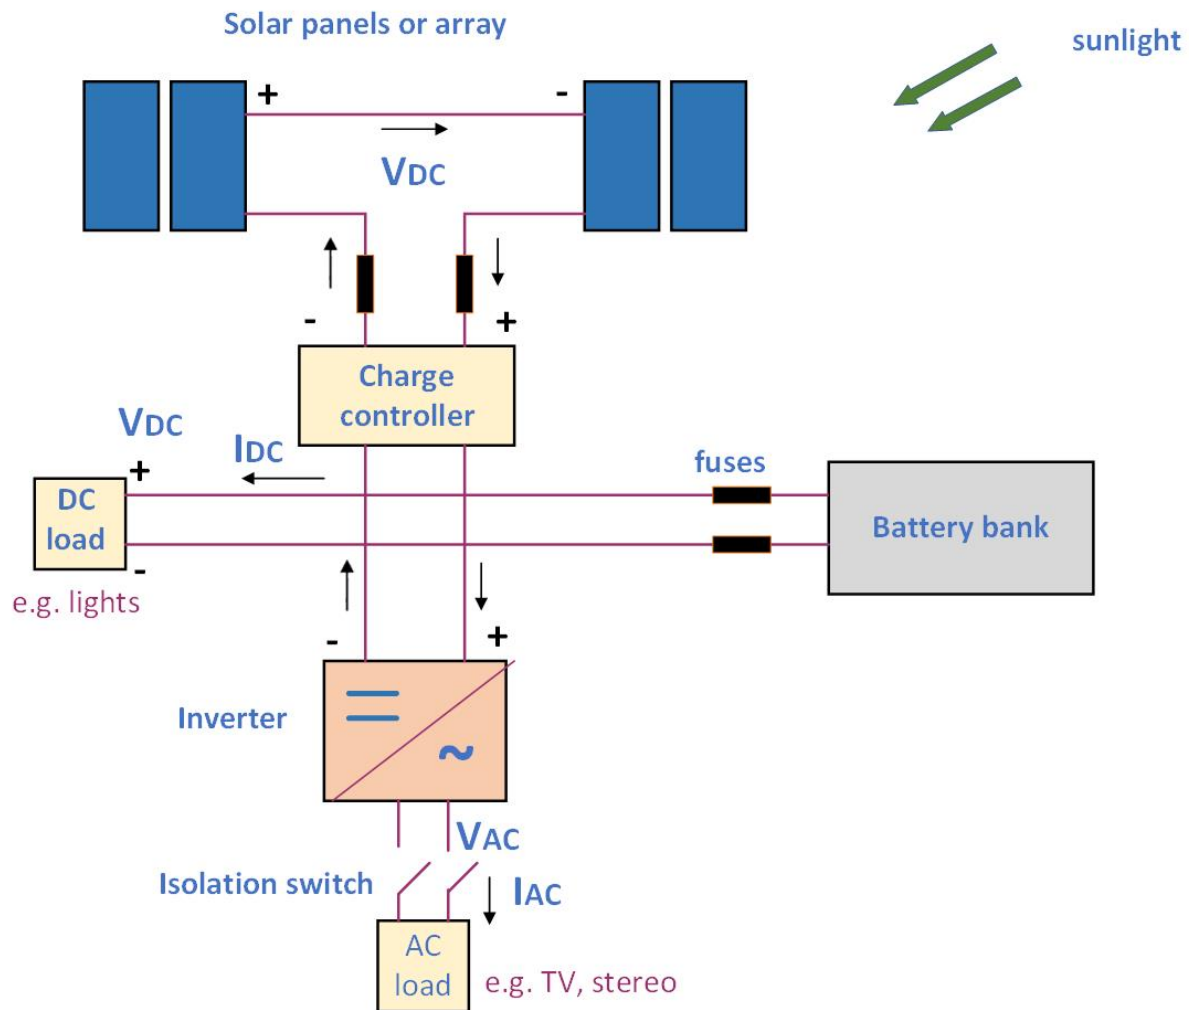 Solar panels or array
sunlight
+
-
VDC
-
+
Charge
controller
VDC
IDC
+
fuses
DC
load
Battery bank
-
e.g. lights
-
+
Inverter
~
VAC
Isolation switch
IAC
AC
load
e.g. TV, stereo